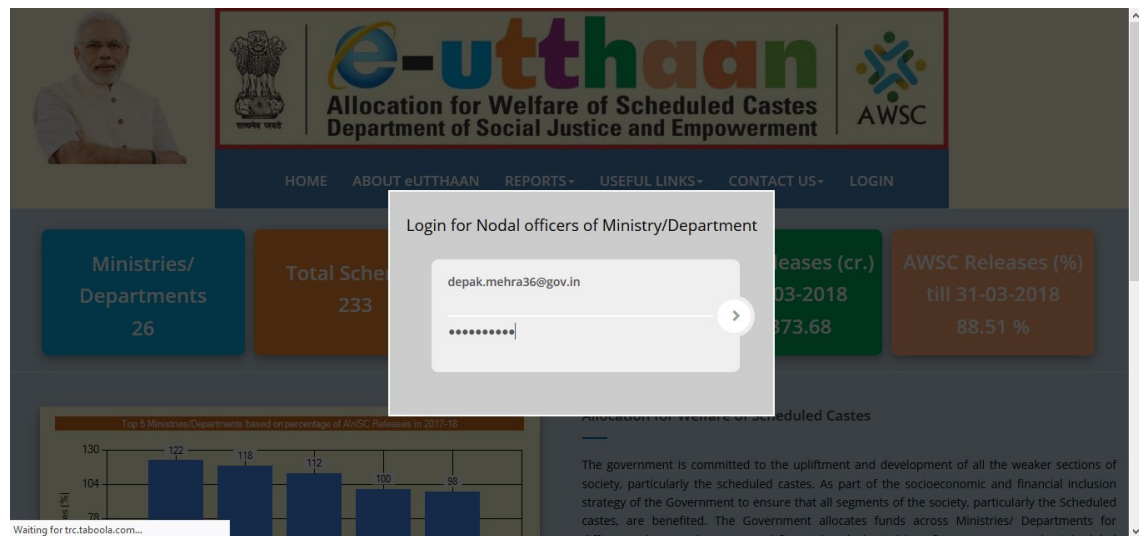 सत्यमेव जयते
e-utthaan
Allocation for Welfare of Scheduled Castes
Department of Social Justice and Empowerment
AWSC
HOME ABOUT eUTTHAAN REPORTS USEFUL LINKS CONTACT US LOGIN
Login for Nodal officers of Ministry/Department
depak.mehra36@gov.in
••••••••••
Ministries/
Departments
26
Total Schem
233
eases (cr.)
03-2018
373.68
AWSC Releases (%)
till 31-03-2018
88.51 %
Top 5 Ministries/Departments based on percentage of AWSC Releases in 2017-18
130
104
78
122
118
112
100
98
Allocation for Welfare of Scheduled Castes
The government is committed to the upliftment and development of all the weaker sections of
society, particularly the scheduled castes. As part of the socioeconomic and financial inclusion
strategy of the Government to ensure that all segments of the society, particularly the Scheduled
castes, are benefited. The Government allocates funds across Ministries/ Departments for
Waiting for trc.taboola.com...